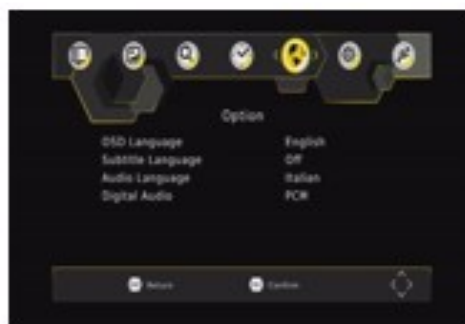 Option
OSD Language English
Subtitle Language Off
Audio Language Italian
Digital Audio PCM
Return Confirm